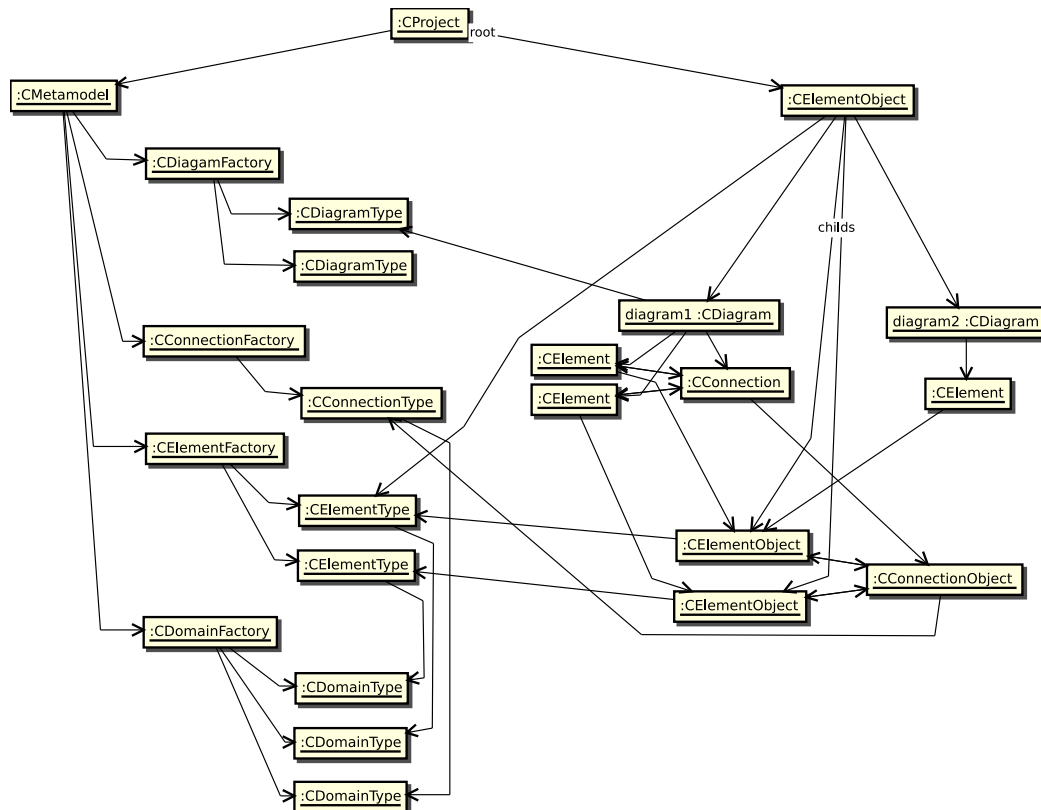 :CProject
root
:CMetamodel
:CElementObject
:CDiagamFactory
:CDiagramType
childs
:CDiagramType
diagram1 :CDiagram
diagram2 :CDiagram
:CConnectionFactory
:CElement
:CConnection
:CElement
:CElement
:CConnectionType
:CElementFactory
:CElementType
:CElementObject
:CElementType
:CConnectionObject
:CElementObject
:CDomainFactory
:CDomainType
:CDomainType
:CDomainType